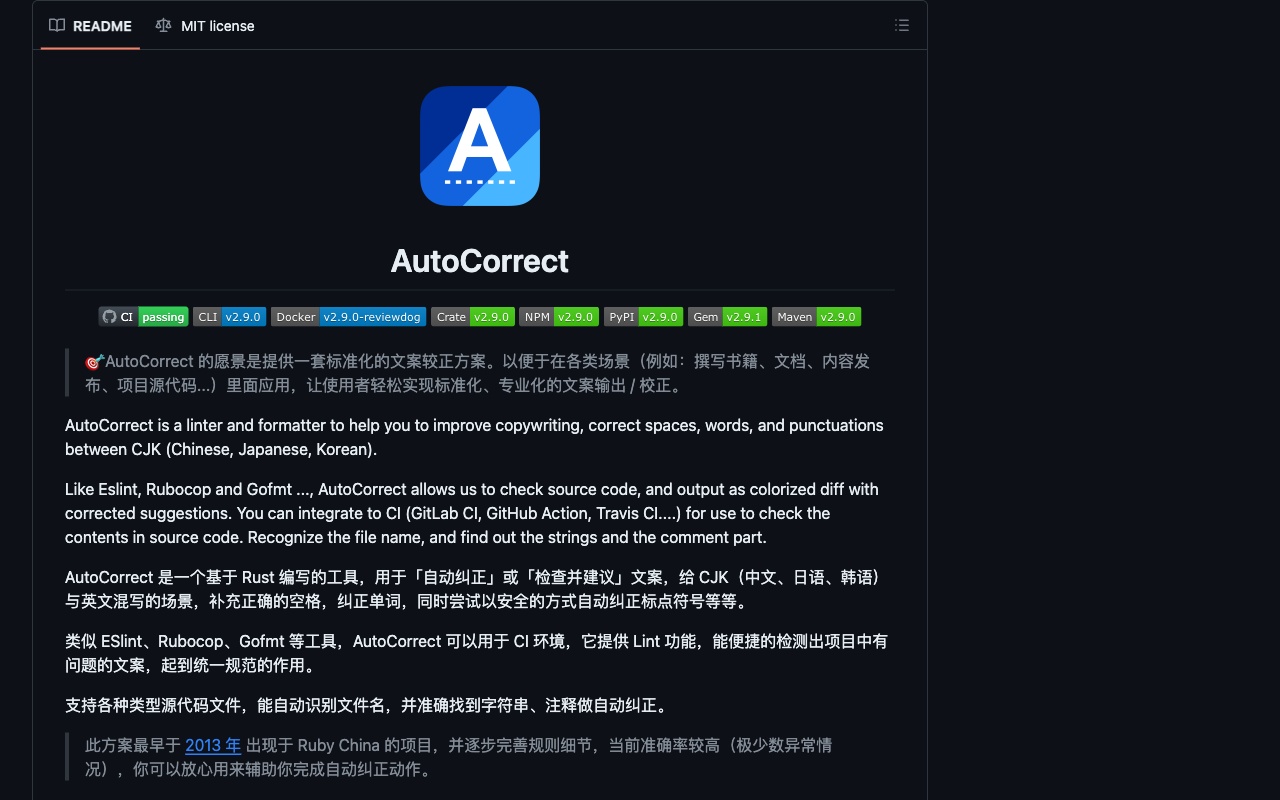 README MIT license
A
AutoCorrect
CI passing CLI v2.9.0 Docker v2.9.0-reviewdog Crate v2.9.0 NPM v2.9.0 PyPI v2.9.0 Gem v2.9.1 Maven v2.9.0
🎯AutoCorrect 的愿景是提供一套标准化的文案较正方案。以便于在各类场景（例如：撰写书籍、文档、内容发
布、项目源代码...）里面应用，让使用者轻松实现标准化、专业化的文案输出 / 校正。
AutoCorrect is a linter and formatter to help you to improve copywriting, correct spaces, words, and punctuations
between CJK (Chinese, Japanese, Korean).
Like Eslint, Rubocop and Gofmt ..., AutoCorrect allows us to check source code, and output as colorized diff with
corrected suggestions. You can integrate to CI (GitLab CI, GitHub Action, Travis CI....) for use to check the
contents in source code. Recognize the file name, and find out the strings and the comment part.
AutoCorrect 是一个基于 Rust 编写的工具，用于「自动纠正」或「检查并建议」文案，给 CJK（中文、日语、韩语）
与英文混写的场景，补充正确的空格，纠正单词，同时尝试以安全的方式自动纠正标点符号等等。
类似 ESlint、Rubocop、Gofmt 等工具，AutoCorrect 可以用于 CI 环境，它提供 Lint 功能，能便捷的检测出项目中有
问题的文案，起到统一规范的作用。
支持各种类型源代码文件，能自动识别文件名，并准确找到字符串、注释做自动纠正。
此方案最早于 2013 年 出现于 Ruby China 的项目，并逐步完善规则细节，当前准确率较高（极少数异常情
况），你可以放心用来辅助你完成自动纠正动作。